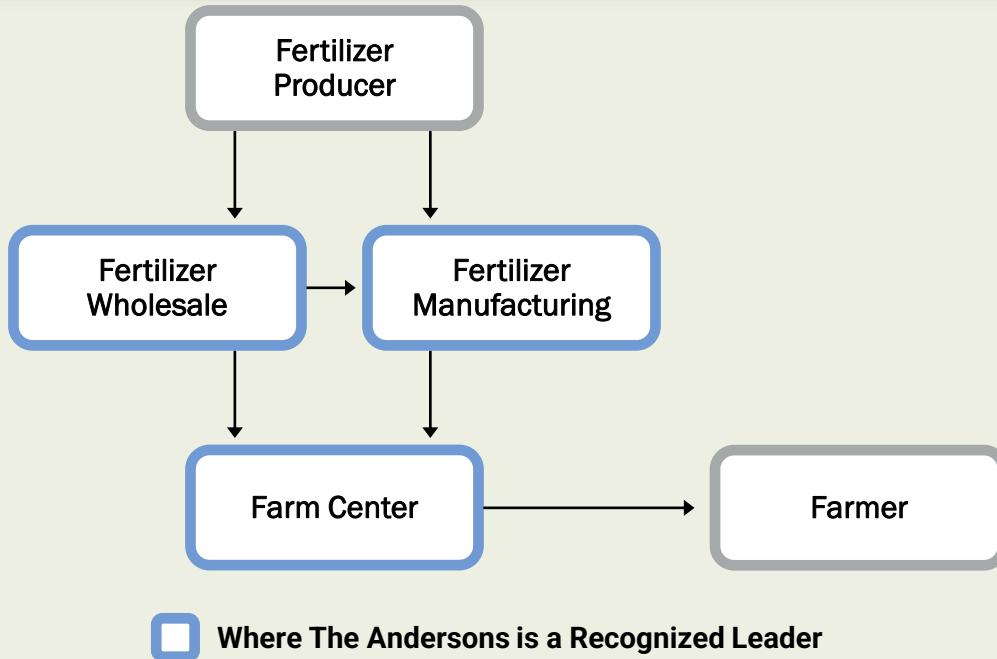 Fertilizer
Producer
Fertilizer
Wholesale
Fertilizer
Manufacturing
Farm Center
Farmer
Where The Andersons is a Recognized Leader